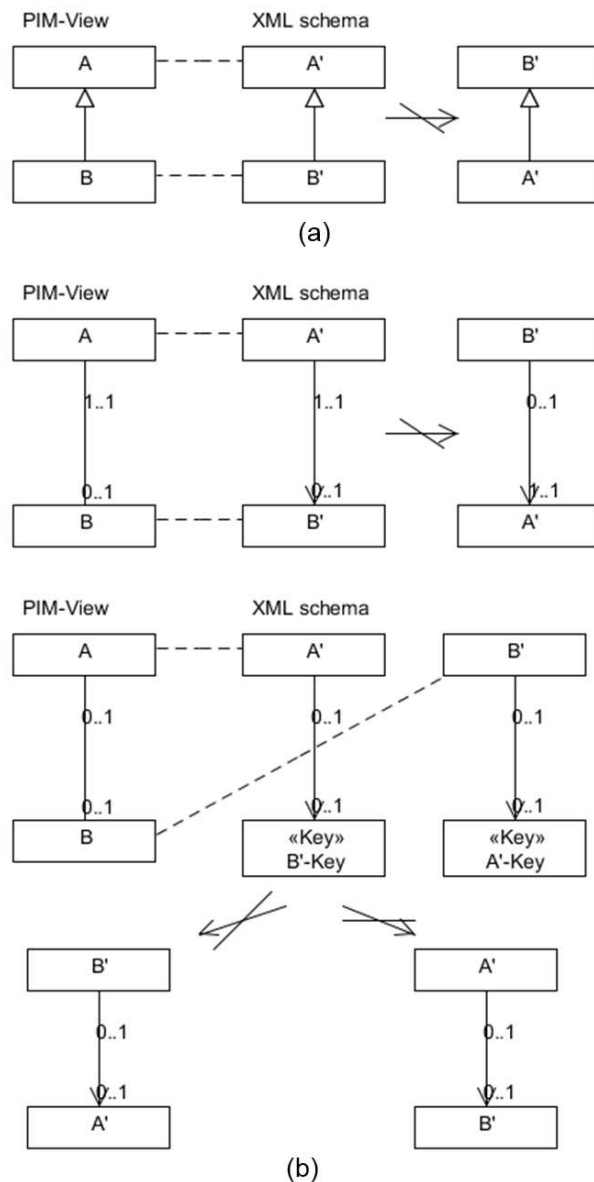 PIM-View XML schema
A A' B'
B B' A'
(a)
PIM-View XML schema
A A' B'
1..1 1..1 0..1
0..1 0..1 1..1
B B' A'
PIM-View XML schema
A A' B'
0..1 0..1 0..1
0..1 0..1 0..1
B «Key» «Key»
B'-Key A'-Key
B' A'
0..1 0..1
0..1 0..1
A' B'
(b)